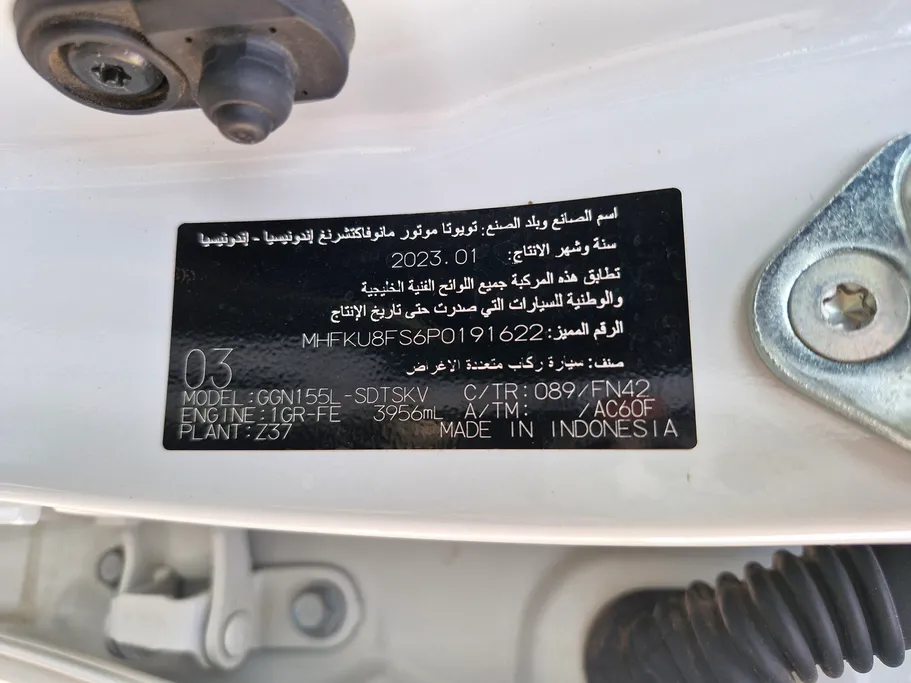 اسم الصانع وبلد الصنع: تويوتا موتور مانوفاكتشرنغ إندونيسيا - إندونيسيا
سنة وشهر الانتاج: 2023.01
تطابق هذه المركبة جميع اللوائح الفنية الخليجية
والوطنية للسيارات التي صدرت حتى تاريخ الإنتاج
الرقم المميز: MHFKU8FS6P0191622
صنف: سيارة ركاب متعددة الاغراض
03
MODEL:GGN155L-SDTSKV C/TR:089/FN42
ENGINE:1GR-FE 3956mL A/TM: /AC60F
PLANT:Z37 MADE IN INDONESIA